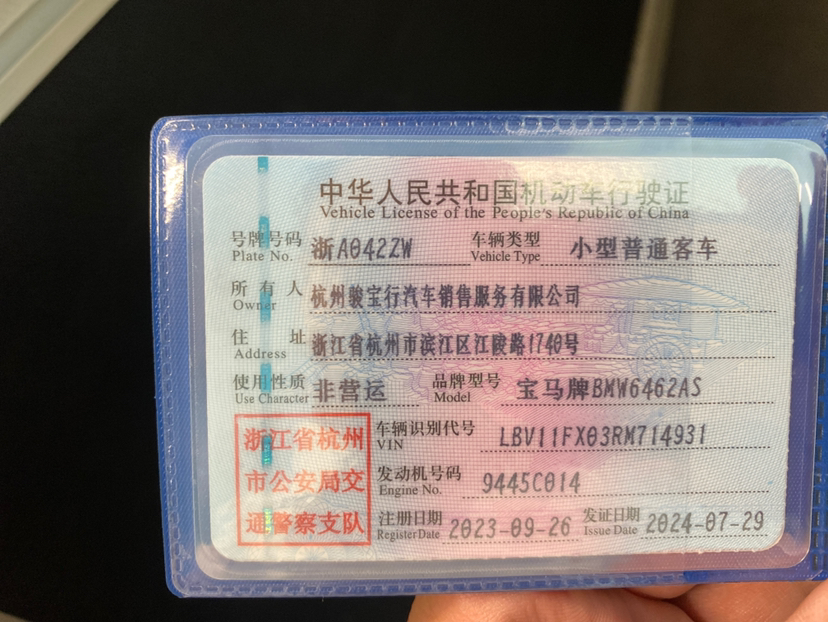 中华人民共和国机动车行驶证
Vehicle License of the People's Republic of China
号牌号码 浙A042ZW 车辆类型 小型普通客车
Plate No. Vehicle Type
所有人 杭州骏宝行汽车销售服务有限公司
Owner
住址 浙江省杭州市滨江区江陵路1740号
Address
使用性质 非营运 品牌型号 宝马牌BMW6462AS
Use Character Model
浙江省杭州 车辆识别代号 LBV11FX03RM714931
VIN
市公安局交 发动机号码 9445C014
Engine No.
通警察支队 注册日期 2023-09-26 发证日期 2024-07-29
Register Date Issue Date